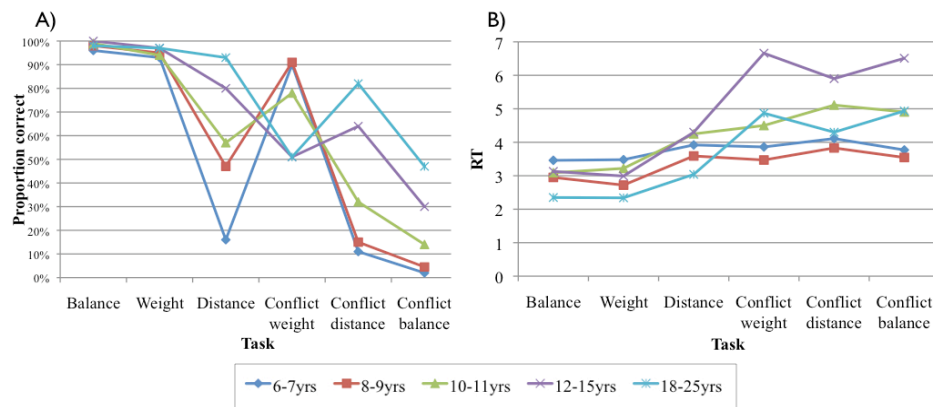 A)
Proportion correct
100%
90%
80%
70%
60%
50%
40%
30%
20%
10%
0%
Balance Weight Distance Conflict weight Conflict distance Conflict balance
Task
B)
RT
7
6
5
4
3
2
1
0
Balance Weight Distance Conflict weight Conflict distance Conflict balance
Task
6-7yrs 8-9yrs 10-11yrs 12-15yrs 18-25yrs